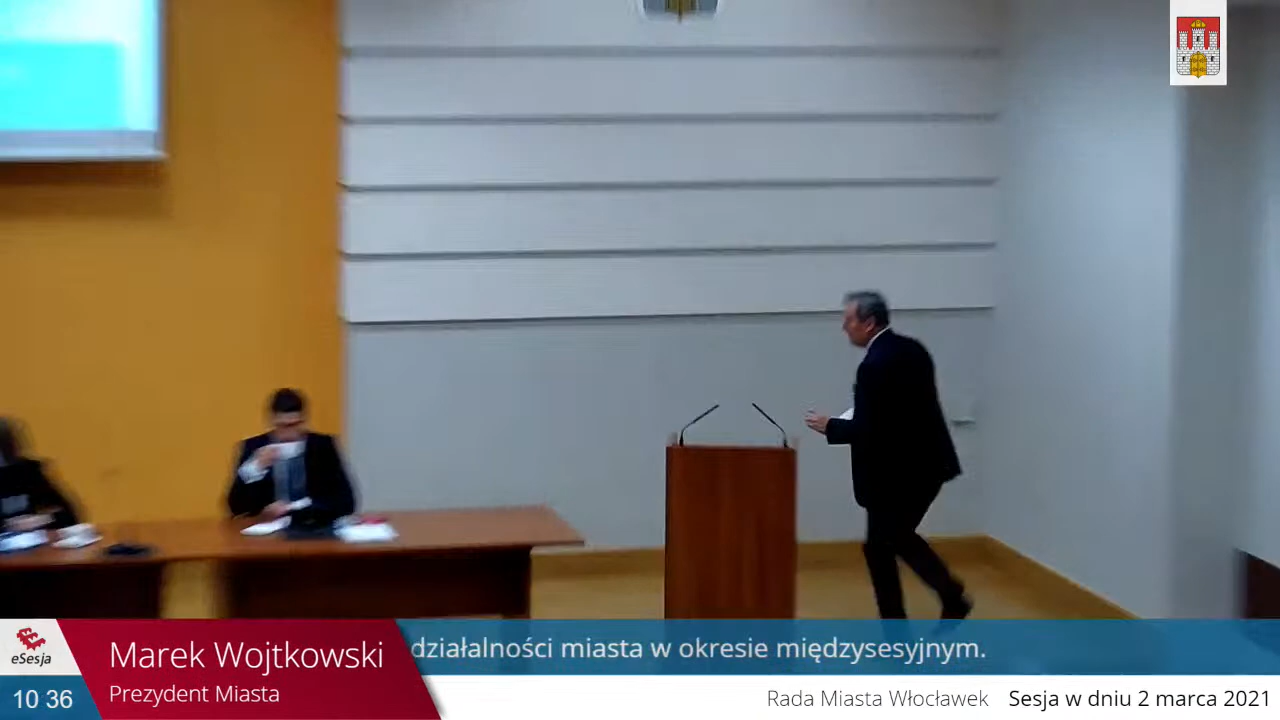 działalności miasta w okresie międzysesyjnym.
eSesja
Marek Wojtkowski
Prezydent Miasta
10 36
Rada Miasta Włocławek Sesja w dniu 2 marca 2021